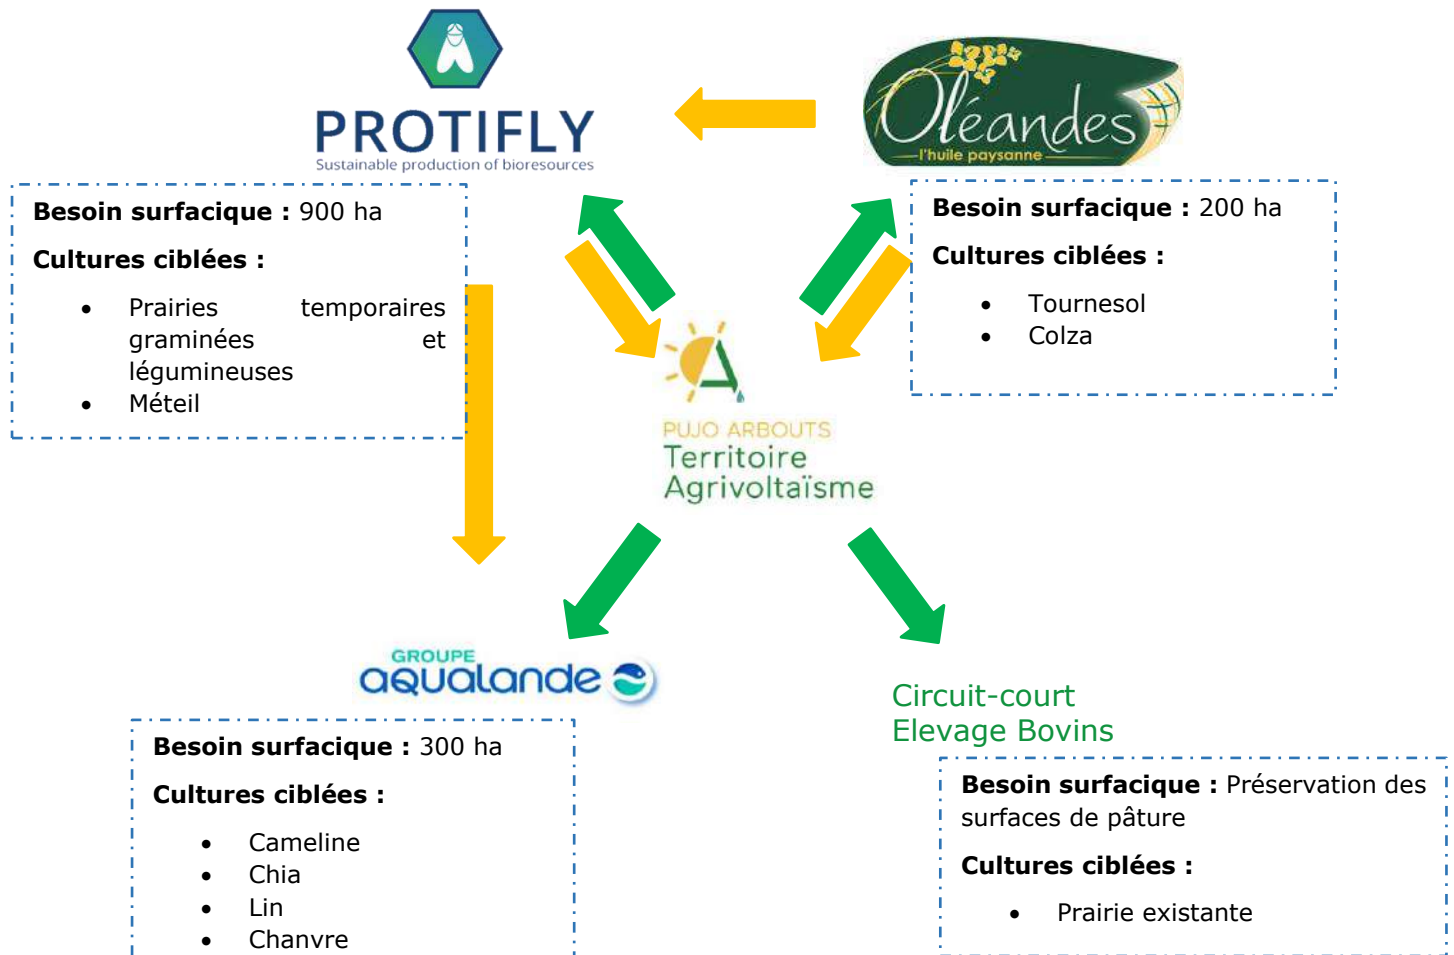 PROTIFLY
Sustainable production of bioresources
Oléandes
l'huile paysanne
Besoin surfacique : 900 ha
Cultures ciblées :
• Prairies temporaires
graminées et
légumineuses
• Méteil
Besoin surfacique : 200 ha
Cultures ciblées :
• Tournesol
• Colza
PUJO ARBOUTS
Territoire
Agrivoltaïsme
GROUPE
aqualande
Besoin surfacique : 300 ha
Cultures ciblées :
• Cameline
• Chia
• Lin
• Chanvre
Circuit-court
Elevage Bovins
Besoin surfacique : Préservation des
surfaces de pâture
Cultures ciblées :
• Prairie existante